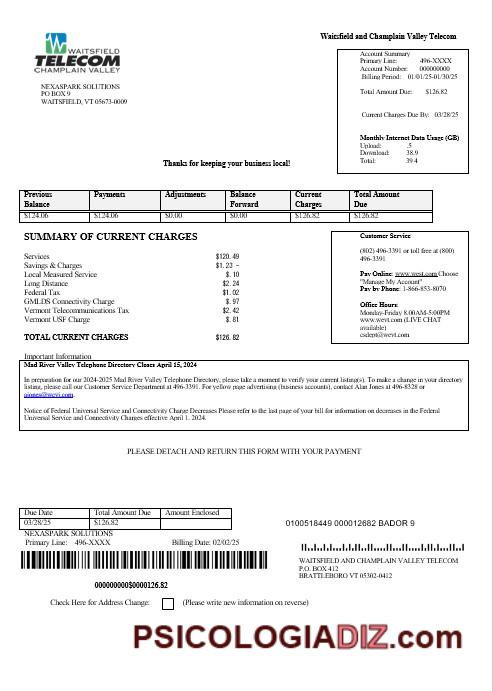 WAITSFIELD
TELECOM
CHAMPLAIN VALLEY
Waitsfield and Champlain Valley Telecom
NEXASPARK SOLUTIONS
PO BOX 9
WAITSFIELD, VT 05673-0009
Account Summary
Primary Line: 496-XXXX
Account Number: 000000000
Billing Period: 01/01/25-01/30/25
Total Amount Due: $126.82
Current Charges Due By: 03/28/25
Monthly Internet Data Usage (GB)
Upload: .5
Download: 38.9
Total: 39.4
Thanks for keeping your business local!
Previous Balance Payments Adjustments Balance Forward Current Charges Total Amount Due
$124.06 $124.06 $0.00 $0.00 $126.82 $126.82
SUMMARY OF CURRENT CHARGES
Services $120.49
Savings & Charges $1.23 -
Local Measured Service $.10
Long Distance $2.24
Federal Tax $1.02
GMLDS Connectivity Charge $.97
Vermont Telecommunications Tax $2.42
Vermont USF Charge $.81
TOTAL CURRENT CHARGES $126.82
Customer Service
(802) 496-3391 or toll free at (800)
496-3391
Pay Online: www.west.com Choose
"Manage My Account"
Pay by Phone: 1-866-853-8070
Office Hours:
Monday-Friday 8:00AM-5:00PM
www.wevt.com (LIVE CHAT
available)
csdept@wcvt.com
Important Information
Mad River Valley Telephone Directory Closes April 15, 2024
In preparation for our 2024-2025 Mad River Valley Telephone Directory, please take a moment to verify your current listing(s). To make a change in your directory
listing, please call our Customer Service Department at 496-3391. For yellow page advertising (business accounts), contact Alan Jones at 496-8328 or
ajones@wcvi.com.
Notice of Federal Universal Service and Connectivity Charge Decreases Please refer to the last page of your bill for information on decreases in the Federal
Universal Service and Connectivity Charges effective April 1, 2024.
PLEASE DETACH AND RETURN THIS FORM WITH YOUR PAYMENT
Due Date Total Amount Due Amount Enclosed
03/28/25 $126.82
NEXASPARK SOLUTIONS
Primary Line: 496-XXXX Billing Date: 02/02/25
000000000$0000126.82
0100518449 000012682 BADOR 9
WAITSFIELD AND CHAMPLAIN VALLEY TELECOM
P.O. BOX 412
BRATTLEBORO VT 05302-0412
Check Here for Address Change: (Please write new information on reverse)
PSICOLOGIADIZ.com